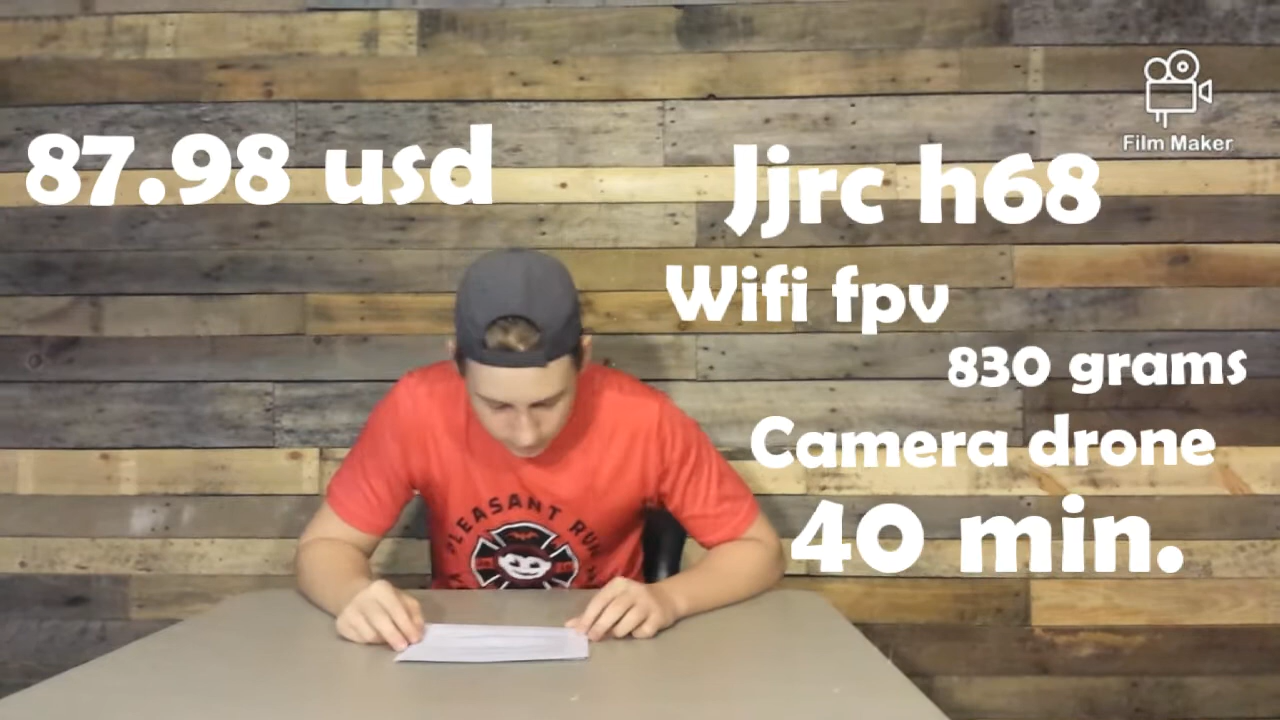 Film Maker
87.98 usd
Jjrc h68
Wifi fpv
830 grams
Camera drone
40 min.
PLEASANT RUN